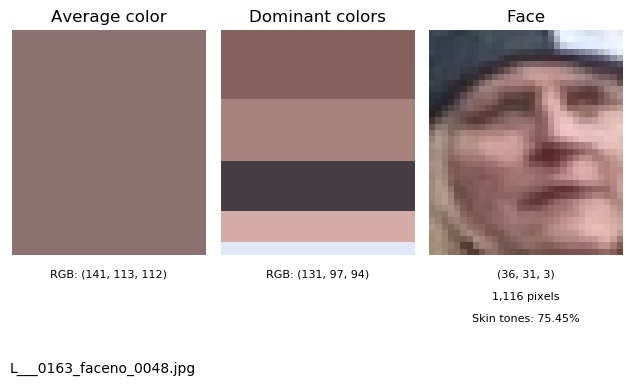 Average color
Dominant colors
Face
RGB: (141, 113, 112)
RGB: (131, 97, 94)
(36, 31, 3)
1,116 pixels
Skin tones: 75.45%
L___0163_faceno_0048.jpg